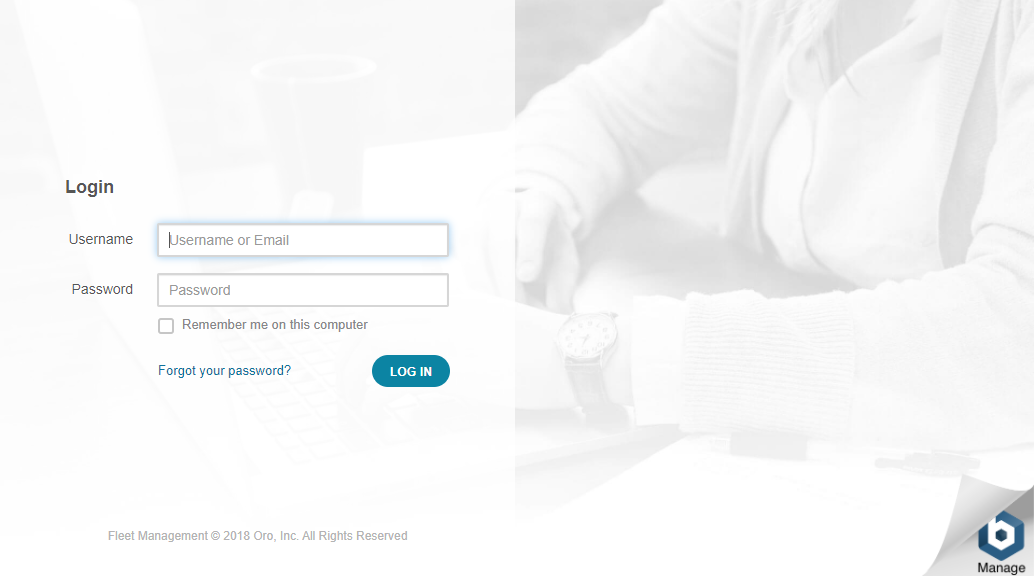 Login
Username
Username or Email
Password
Password
Remember me on this computer
Forgot your password?
LOG IN
Fleet Management © 2018 Oro, Inc. All Rights Reserved
b
Manage